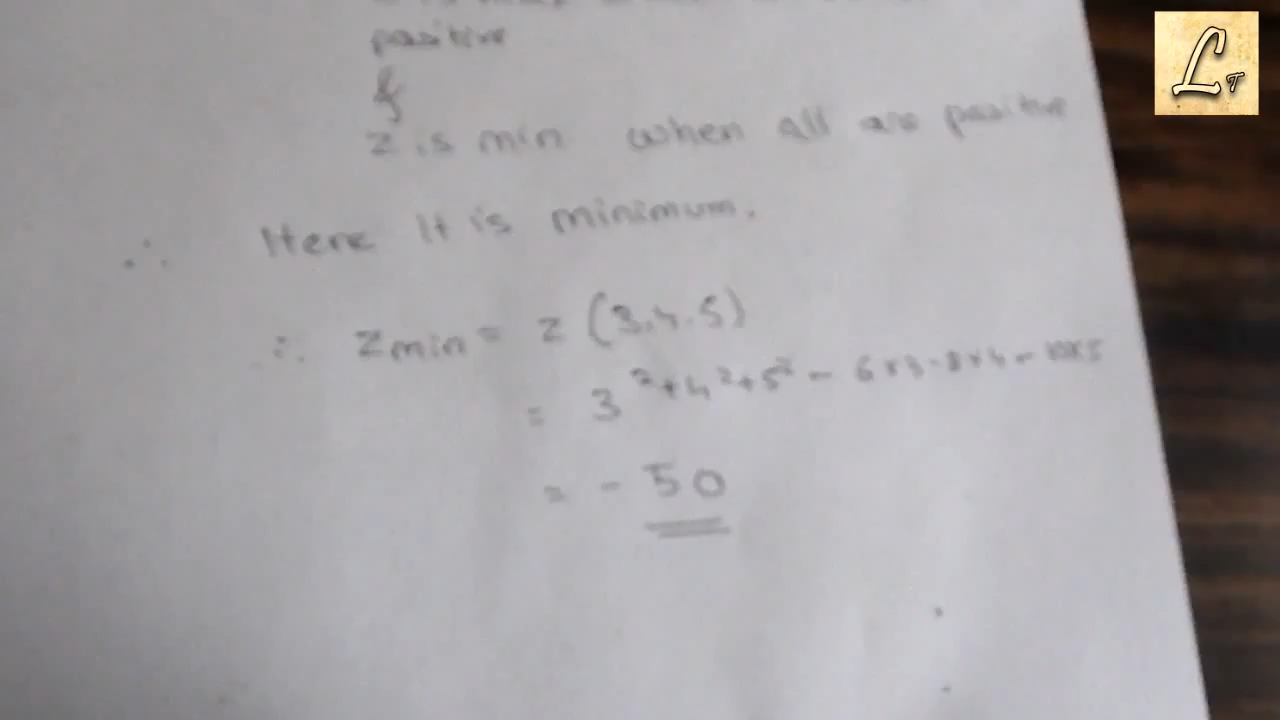 positive
&
z is min when all are positive
∴ Here It is minimum.
∴ Zmin = z (3,4,5)
= 3²+4²+5² - 6×3-8×4-10×5
= - 50
LT